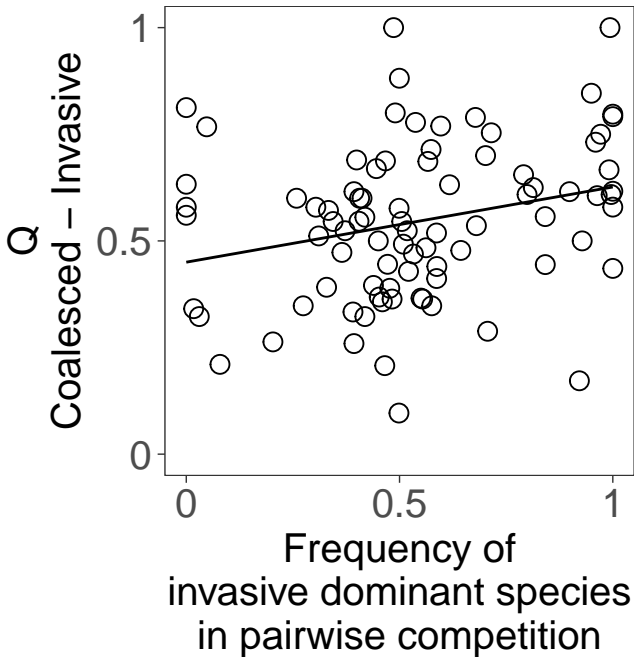 Q
Coalesced – Invasive
1
0.5
0
0
0.5
1
Frequency of
invasive dominant species
in pairwise competition